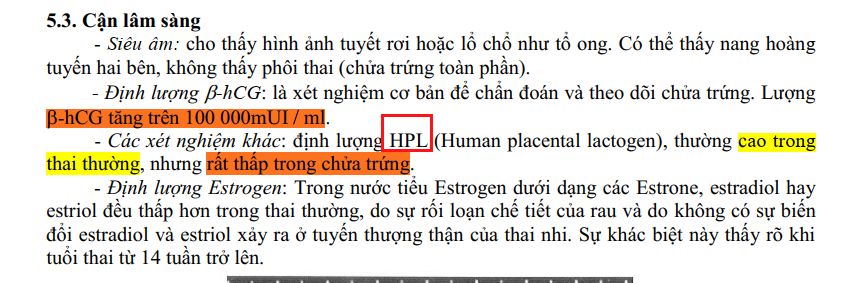 5.3. Cận lâm sàng
- Siêu âm: cho thấy hình ảnh tuyết rơi hoặc lổ chổ như tổ ong. Có thể thấy nang hoàng
tuyến hai bên, không thấy phôi thai (chửa trứng toàn phần).
- Định lượng β-hCG: là xét nghiệm cơ bản để chẩn đoán và theo dõi chửa trứng. Lượng
β-hCG tăng trên 100 000mUI / ml.
- Các xét nghiệm khác: định lượng HPL (Human placental lactogen), thường cao trong
thai thường, nhưng rất thấp trong chửa trứng.
- Định lượng Estrogen: Trong nước tiểu Estrogen dưới dạng các Estrone, estradiol hay
estriol đều thấp hơn trong thai thường, do sự rối loạn chế tiết của rau và do không có sự biến
đổi estradiol và estriol xảy ra ở tuyến thượng thận của thai nhi. Sự khác biệt này thấy rõ khi
tuổi thai từ 14 tuần trở lên.